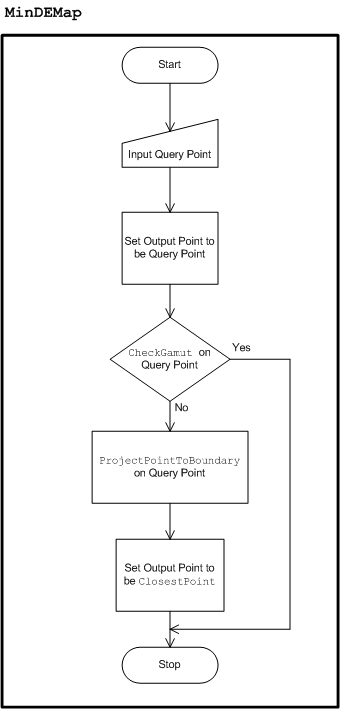 MinDEMap
Start
Input Query Point
Set Output Point to
be Query Point
CheckGamut on
Query Point
Yes
No
ProjectPointToBoundary
on Query Point
Set Output Point to
be ClosestPoint
Stop